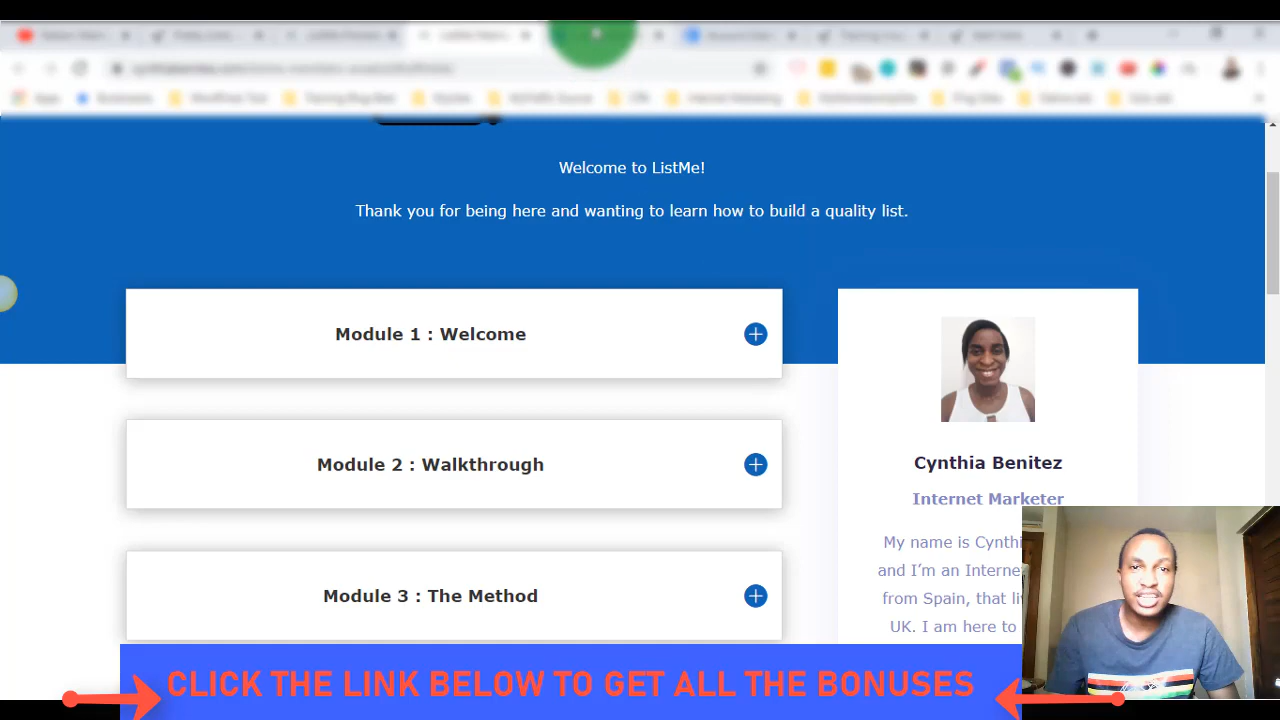 Welcome to ListMe!
Thank you for being here and wanting to learn how to build a quality list.
Module 1 : Welcome
Module 2 : Walkthrough
Module 3 : The Method
Cynthia Benitez
Internet Marketer
My name is Cynthi
and I'm an Interne
from Spain, that li
UK. I am here to
CLICK THE LINK BELOW TO GET ALL THE BONUSES